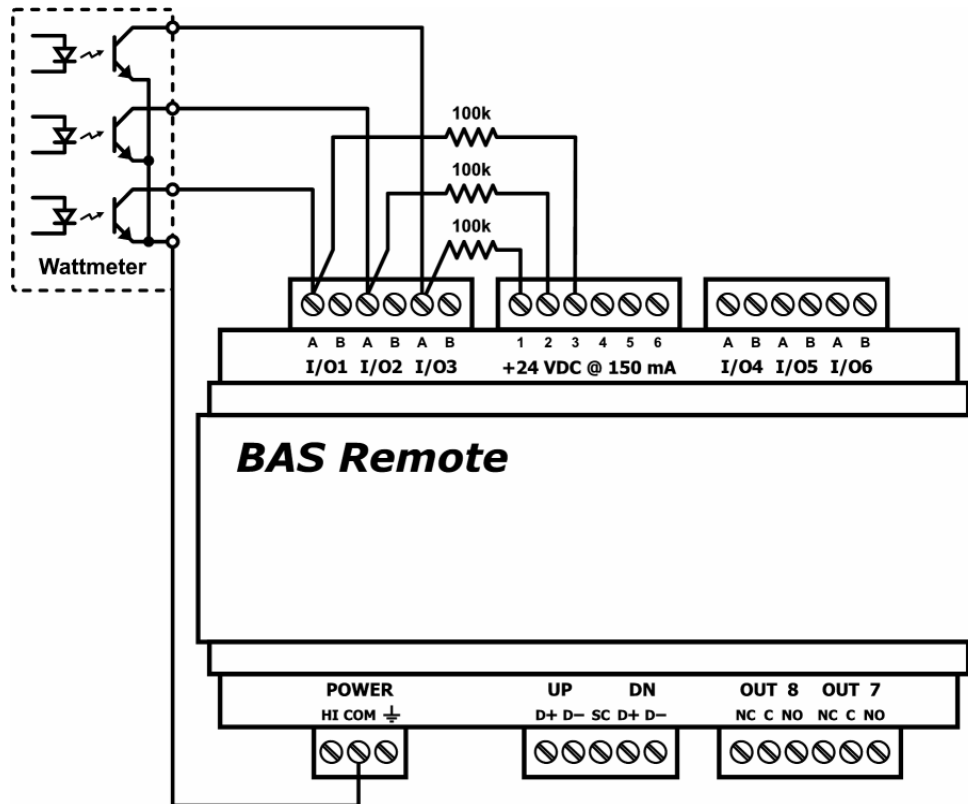 100k
100k
100k
Wattmeter
A B A B A B 1 2 3 4 5 6 A B A B A B
I/O1 I/O2 I/O3 +24 VDC @ 150 mA I/O4 I/O5 I/O6
BAS Remote
POWER UP DN OUT 8 OUT 7
HI COM D+ D− SC D+ D− NC C NO NC C NO